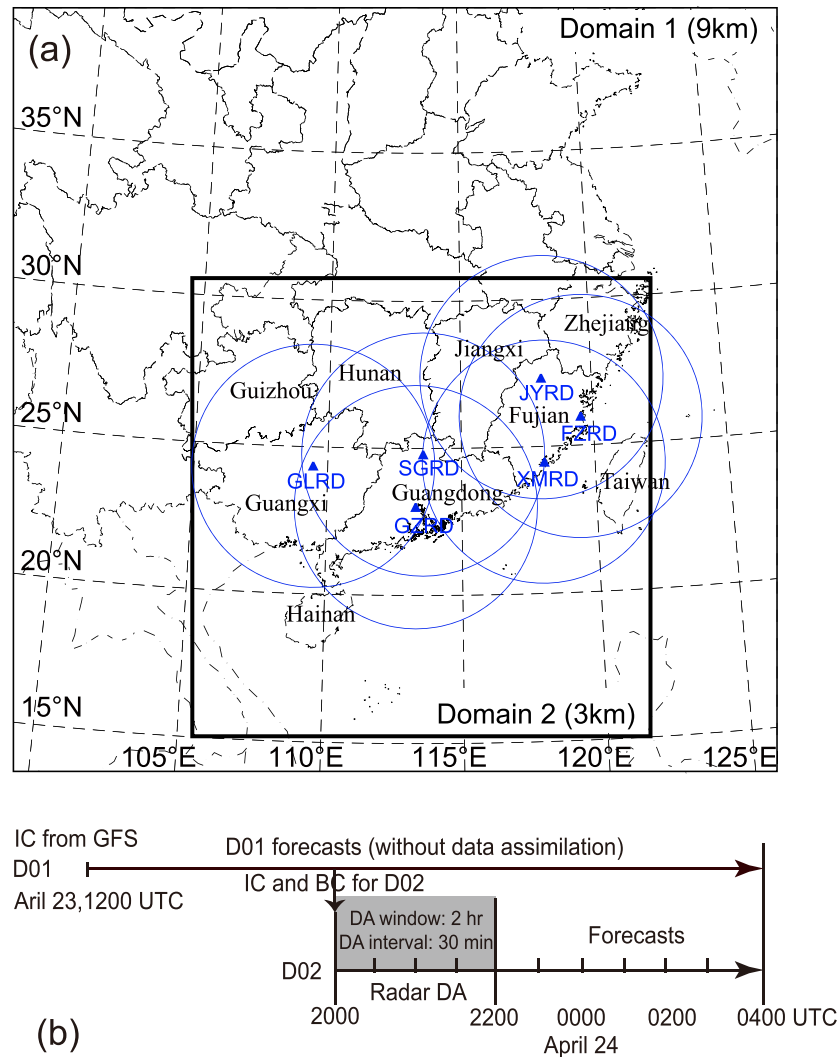 (a)
Domain 1 (9km)
35°N
30°N
Zhejiang
Jiangxi
Hunan
Guizhou
JYRD
25°N
Fujian
FZRD
SGRD
XMRD
GLRD
Taiwan
Guangdong
Guangxi
GZRD
20°N
Hainan
15°N
Domain 2 (3km)
105°E 110°E 115°E 120°E 125°E
IC from GFS
D01 forecasts (without data assimilation)
D01
IC and BC for D02
Aril 23,1200 UTC
DA window: 2 hr
DA interval: 30 min
Forecasts
D02
Radar DA
2000 2200 0000 0200 0400 UTC
April 24
(b)